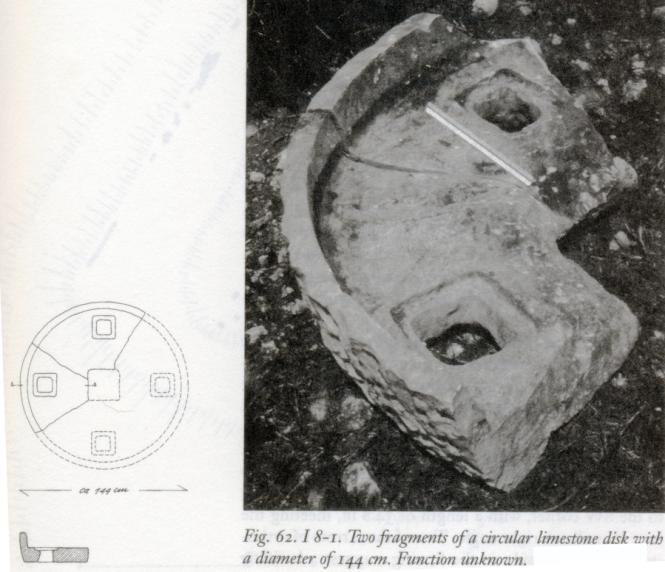 ca 144 cm
Fig. 62. I 8-1. Two fragments of a circular limestone disk with
a diameter of 144 cm. Function unknown.